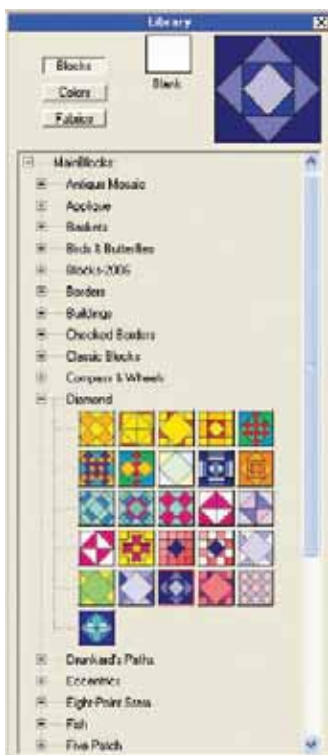 Library
Blocks
Blank
Colors
Fabrics
MainBlocks
Antique Mosaic
Applique
Baskets
Birds & Butterflies
Blocks-2006
Borders
Buildings
Checked Borders
Classic Blocks
Compass & Wheels
Diamond
Drunkard's Paths
Eccentrics
Eight-Point Stars
Fish
Five Patch